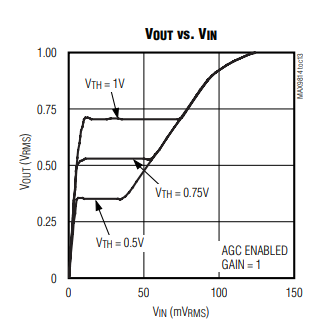 VOUT vs. VIN
1.00
VTH = 1V
0.75
VOUT (VRMS)
0.50
VTH = 0.75V
0.25
VTH = 0.5V
AGC ENABLED
GAIN = 1
0
0 50 100 150
VIN (mVRMS)
MAX9814 toc13